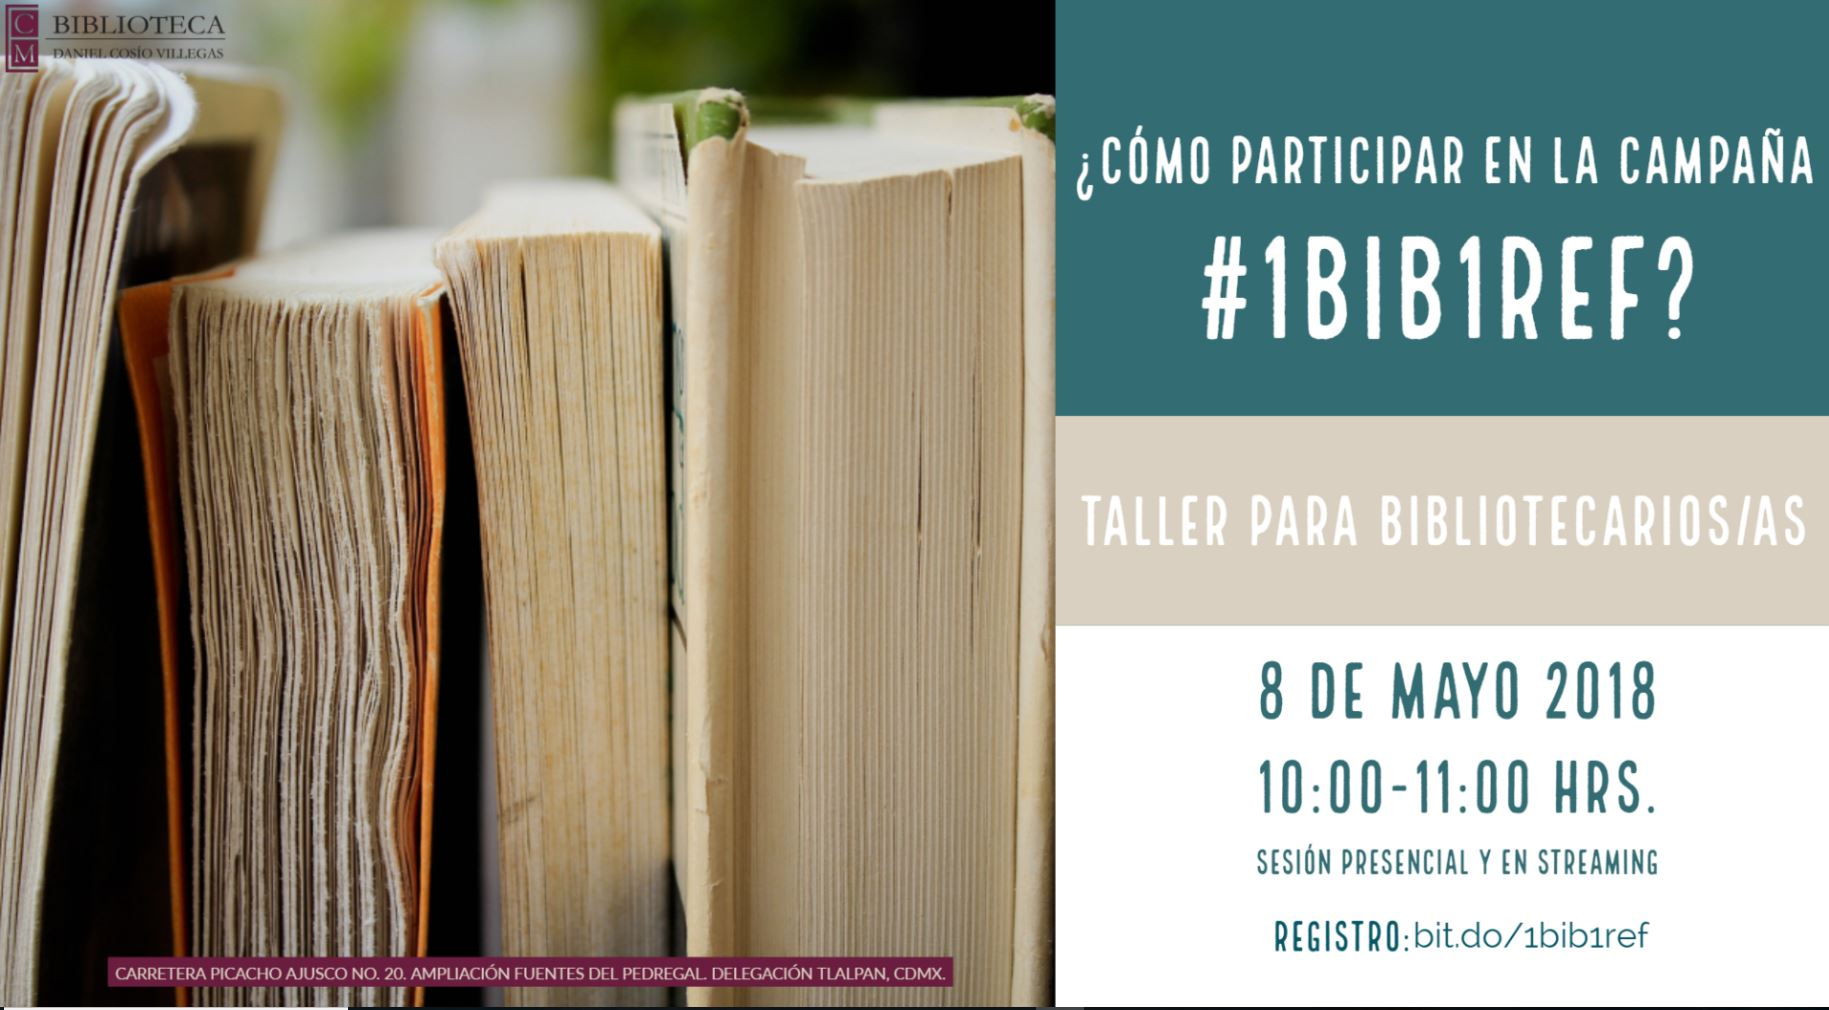 CM
BIBLIOTECA
DANIEL COSÍO VILLEGAS
¿CÓMO PARTICIPAR EN LA CAMPAÑA
#1BIB1REF?
TALLER PARA BIBLIOTECARIOS/AS
8 DE MAYO 2018
10:00-11:00 HRS.
SESIÓN PRESENCIAL Y EN STREAMING
REGISTRO: bit.do/1bib1ref
CARRETERA PICACHO AJUSCO NO. 20. AMPLIACIÓN FUENTES DEL PEDREGAL. DELEGACIÓN TLALPAN, CDMX.